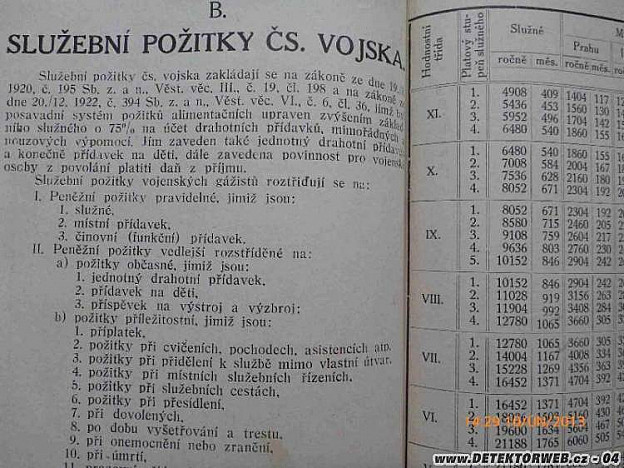 B.
SLUŽEBNÍ POŽITKY ČS. VOJSKA.
Služební požitky čs. vojska zakládají se na zákoně ze dne 19.
1920, č. 195 Sb. z. a n., Věst. věc. III., č. 19, čl. 198 a na zákoně
ze dne 20./12. 1922, č. 394 Sb. z. a n., Věst. věc. VI., č. 6, čl. 36, jímž byl
posavadní systém požitků alimentačních upraven zvýšením základ
ního služného o 75% na účet drahotních přídavků, mimořádných
nouzových výpomocí. Jím zaveden také jednotný drahotní přídavek
a konečně přídavek na děti, dále zavedena povinnost pro vojenské
osoby z povolání platiti daň z příjmu.
Služební požitky vojenských gážistů roztřiďují se na:
I. Peněžní požitky pravidelné, jimiž jsou:
1. služné,
2. místní přídavek,
3. činovní (funkční) přídavek.
II. Peněžní požitky vedlejší rozstříděné na:
a) požitky občasné, jimiž jsou:
1. jednotný drahotní přídavek,
2. přídavek na děti,
3. příspěvek na výstroj a výzbroj:
b) požitky příležitostní, jimiž jsou:
1. příplatek,
2. požitky při cvičeních, pochodech, asistencích atp.
3. požitky při přidělení k službě mimo vlastní útvar.
4. požitky při místních služebních řízeních,
5. požitky při služebních cestách,
6. požitky při přesídlení,
7. při dovolených,
8. po dobu vyšetřování a trestu,
9. při onemocnění nebo zranění,
10. při úmrtí,
11.
Hodnostní třída
Platový stupeň služného
Služné
M
Prahu
ročně měs. ročně měs.
XI. 1. 4908 409 1404 117
2. 5436 453 1560 130
3. 5952 496 1704 142
4. 6480 540 1860 155
X. 1. 6480 540 1860 155
2. 7008 584 2004 167
3. 7536 628 2160 180
4. 8052 671 2304 192
IX. 1. 8052 671 2304 192
2. 8580 715 2460 205
3. 9108 759 2604 217
4. 9636 803 2760 230
5. 10152 846 2904 242
VIII. 1. 10152 846 2904 242
2. 11028 919 3156 263
3. 11904 992 3408 284
4. 12780 1065 3660 305
VII. 1. 12780 1065 3660 305
2. 14004 1167 4008 334
3. 15228 1269 4356 363
4. 16452 1371 4704 392
VI. 1. 16452 1371 4704 392
2.
3. 19600 1634 5604 467
4. 21188 1765 6060 505
14:29 10/JUN/2013
WWW.DETEKTORWEB.cz - 04